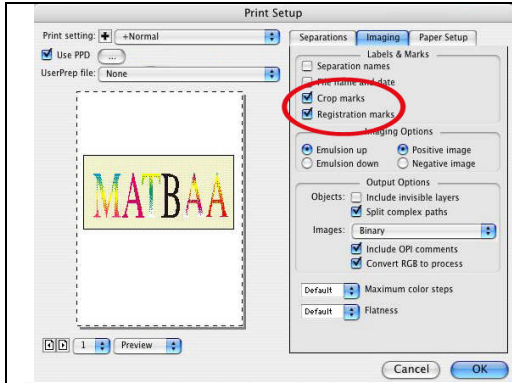 Print Setup
Print setting: +Normal
Use PPD ...
UserPrep file: None
MATBAA
1 Preview
Separations Imaging Paper Setup
Labels & Marks
Separation names
File name and date
Crop marks
Registration marks
Imaging Options
Emulsion up Positive image
Emulsion down Negative image
Output Options
Objects: Include invisible layers
Split complex paths
Images: Binary
Include OPI comments
Convert RGB to process
Default Maximum color steps
Default Flatness
Cancel OK